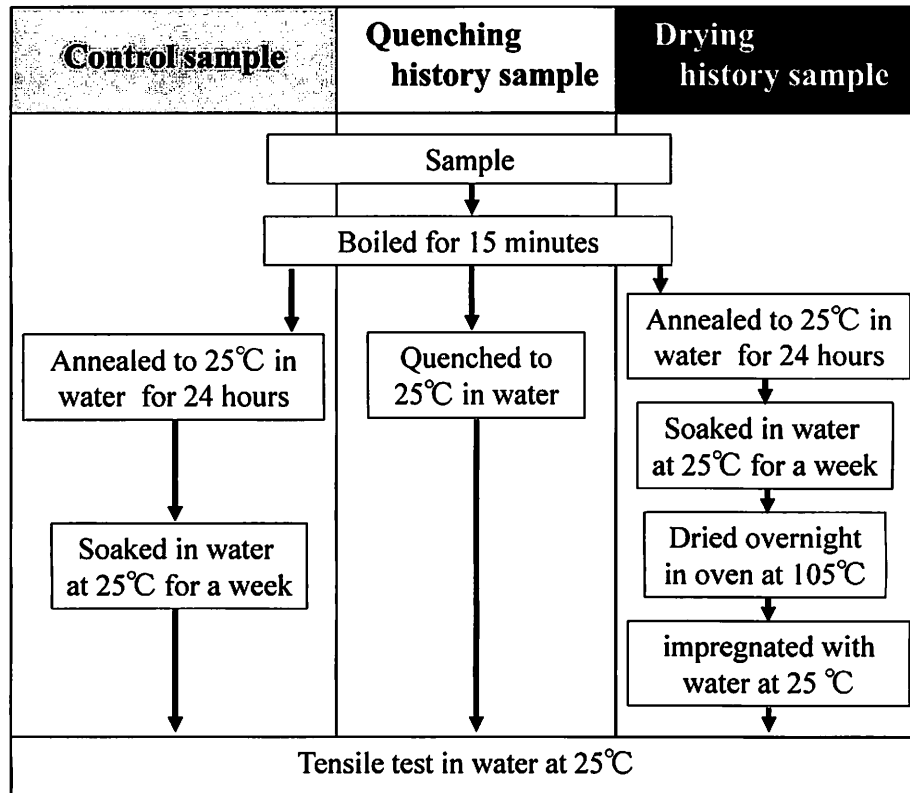 Control sample
Quenching
history sample
Drying
history sample
Sample
Boiled for 15 minutes
Annealed to 25℃ in
water for 24 hours
Soaked in water
at 25℃ for a week
Quenched to
25℃ in water
Annealed to 25℃ in
water for 24 hours
Soaked in water
at 25℃ for a week
Dried overnight
in oven at 105℃
impregnated with
water at 25 ℃
Tensile test in water at 25℃